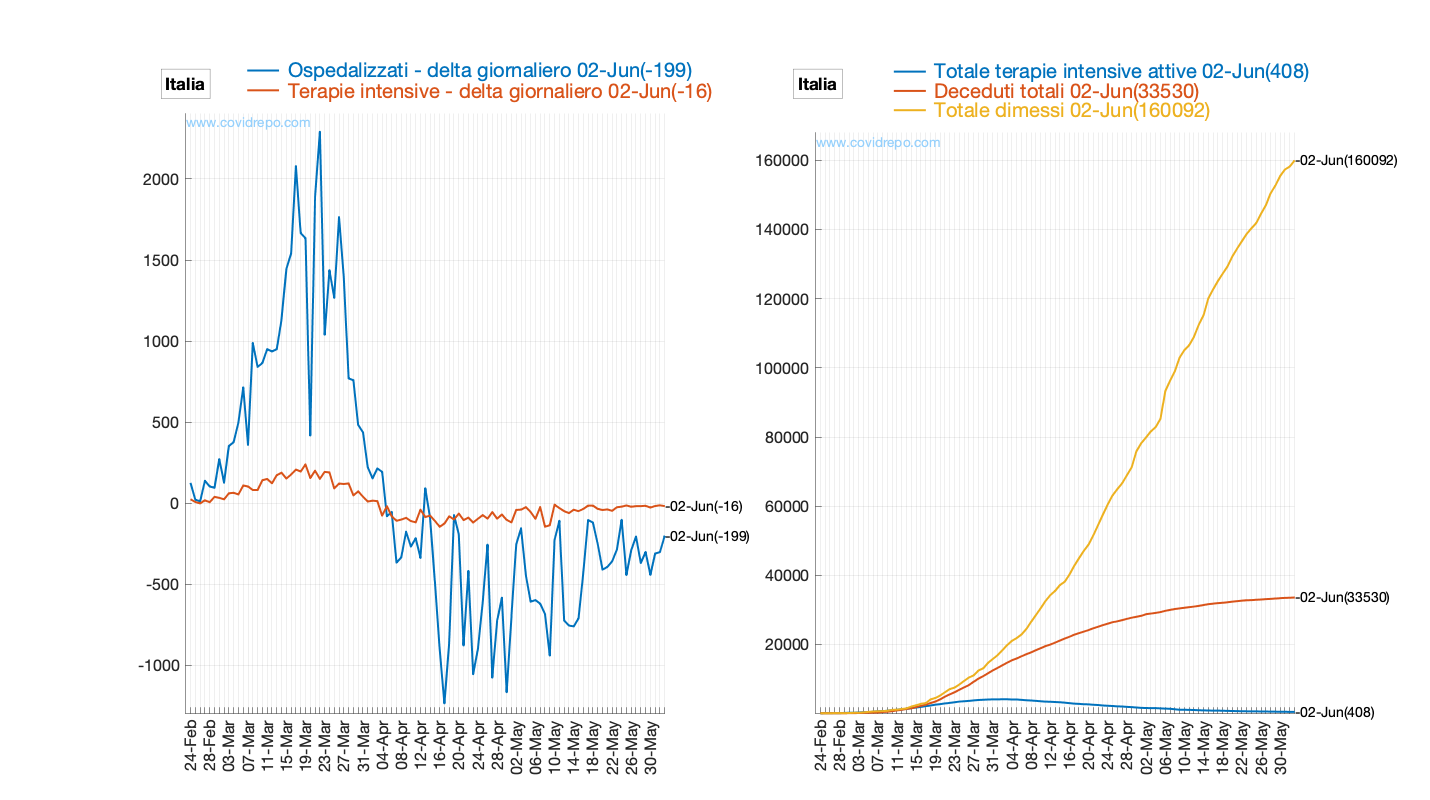 Italia
Ospedalizzati - delta giornaliero 02-Jun(-199)
Terapie intensive - delta giornaliero 02-Jun(-16)
www.covidrepo.com
2000
1500
1000
500
0
-500
-1000
02-Jun(-16)
02-Jun(-199)
24-Feb
28-Feb
03-Mar
07-Mar
11-Mar
15-Mar
19-Mar
23-Mar
27-Mar
31-Mar
04-Apr
08-Apr
12-Apr
16-Apr
20-Apr
24-Apr
28-Apr
02-May
06-May
10-May
14-May
18-May
22-May
26-May
30-May
Italia
Totale terapie intensive attive 02-Jun(408)
Deceduti totali 02-Jun(33530)
Totale dimessi 02-Jun(160092)
www.covidrepo.com
160000
140000
120000
100000
80000
60000
40000
20000
02-Jun(160092)
02-Jun(33530)
02-Jun(408)
24-Feb
28-Feb
03-Mar
07-Mar
11-Mar
15-Mar
19-Mar
23-Mar
27-Mar
31-Mar
04-Apr
08-Apr
12-Apr
16-Apr
20-Apr
24-Apr
28-Apr
02-May
06-May
10-May
14-May
18-May
22-May
26-May
30-May